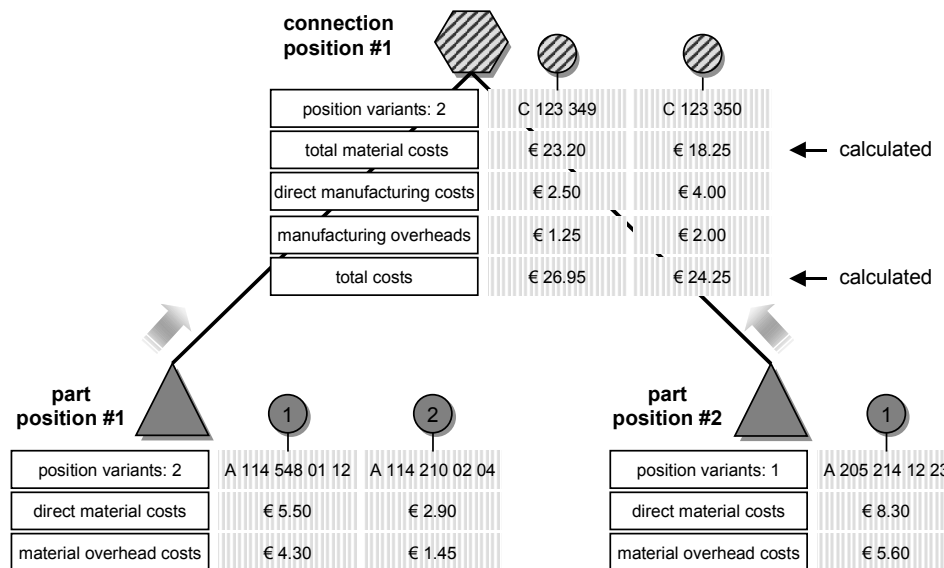 connection
position #1
position variants: 2 C 123 349 C 123 350
total material costs € 23.20 € 18.25 calculated
direct manufacturing costs € 2.50 € 4.00
manufacturing overheads € 1.25 € 2.00
total costs € 26.95 € 24.25 calculated
part
position #1
1 2
position variants: 2 A 114 548 01 12 A 114 210 02 04
direct material costs € 5.50 € 2.90
material overhead costs € 4.30 € 1.45
part
position #2
1
position variants: 1 A 205 214 12 23
direct material costs € 8.30
material overhead costs € 5.60